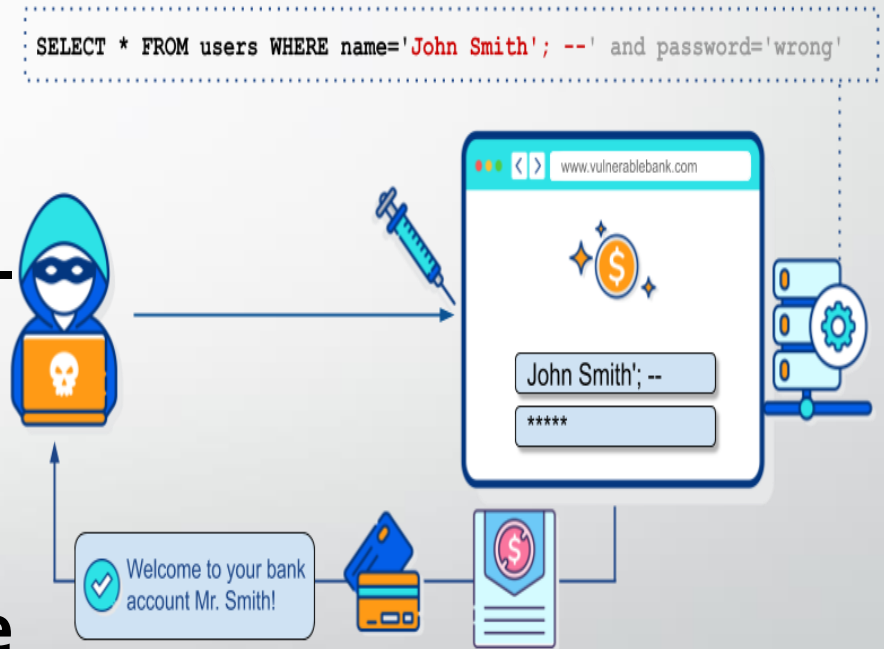 SELECT * FROM users WHERE name='John Smith'; --' and password='wrong'
www.vulnerablebank.com
$
John Smith'; --
*****
$
Welcome to your bank
account Mr. Smith!
e